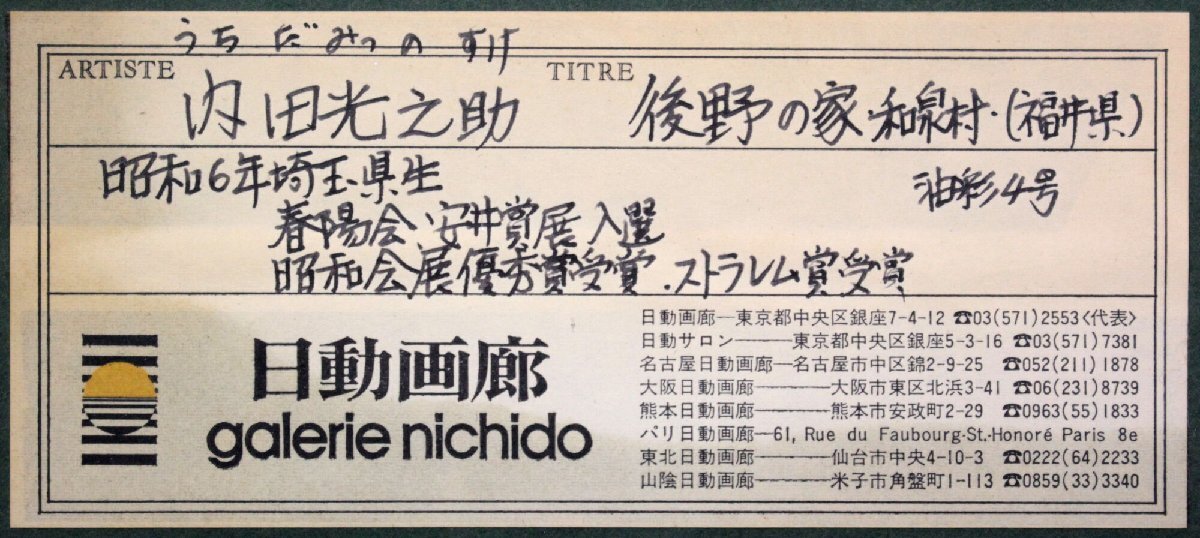 うちだみつのすけ
ARTISTE 内田光之助 TITRE 後野の家・和泉村・(福井県)
昭和6年埼玉県生 油彩4号
春陽会、安井賞展入選
昭和会展優秀賞受賞、ストラレム賞受賞
日動画廊
galerie nichido
日動画廊―東京都中央区銀座7-4-12 ☎03(571)2553<代表>
日動サロン―――東京都中央区銀座5-3-16 ☎03(571)7381
名古屋日動画廊―名古屋市中区錦2-9-25 ☎052(211)1878
大阪日動画廊―――大阪市東区北浜3-41 ☎06(231)8739
熊本日動画廊―――熊本市安政町2-29 ☎0963(55)1833
パリ日動画廊―61, Rue du Faubourg-St.-Honoré Paris 8e
東北日動画廊―――仙台市中央4-10-3 ☎0222(64)2233
山陰日動画廊―――米子市角盤町1-113 ☎0859(33)3340